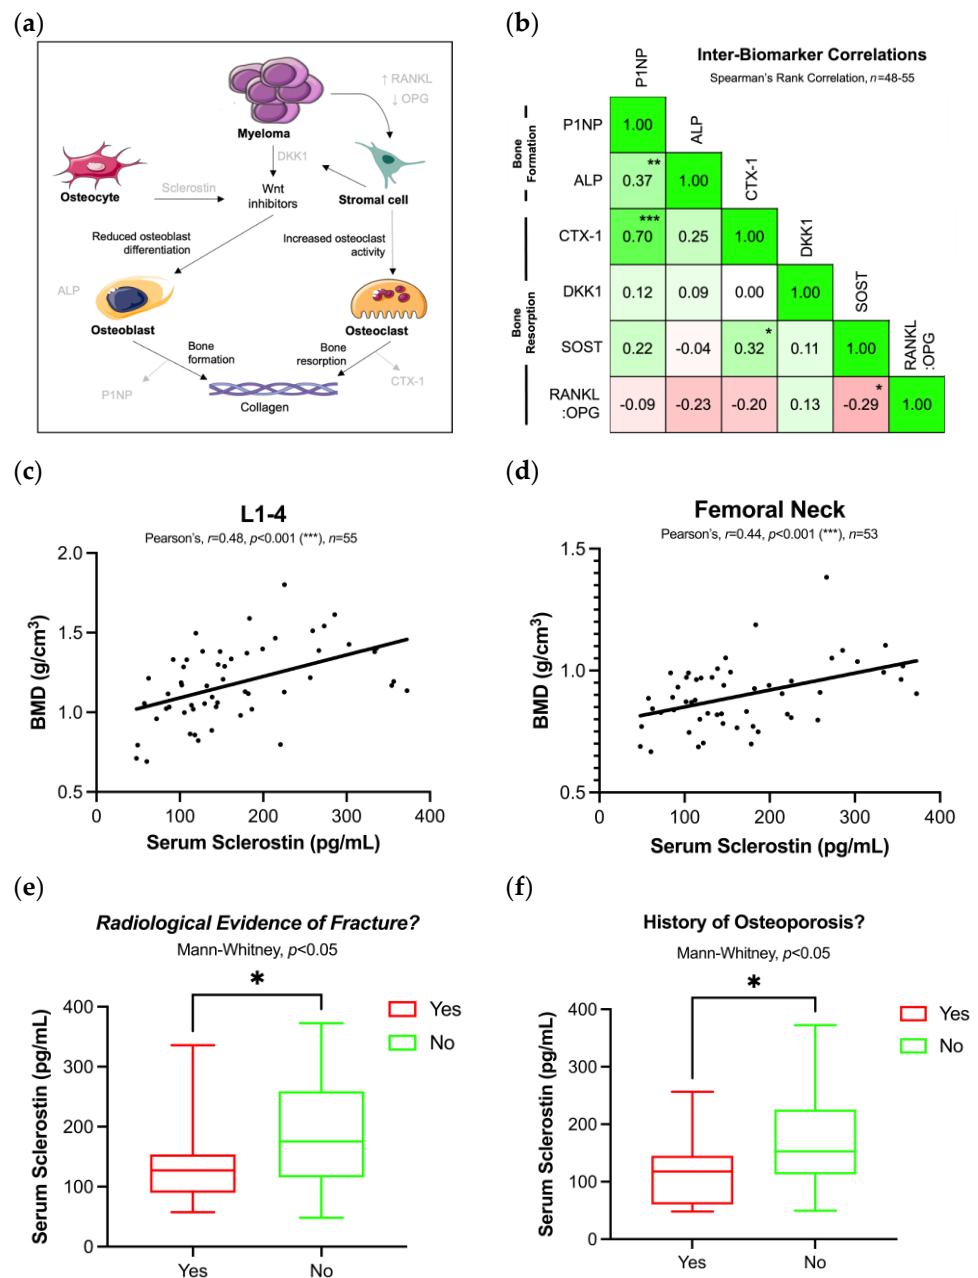 (a)
↑ RANKL
↓ OPG
Myeloma
DKK1
Osteocyte
Sclerostin
Wnt
inhibitors
Stromal cell
Reduced osteoblast
differentiation
Increased osteoclast
activity
ALP
Osteoblast
Osteoclast
Bone
formation
Bone
resorption
P1NP
CTX-1
Collagen
(b)
Inter-Biomarker Correlations
Spearman's Rank Correlation, n=48-55
P1NP
ALP
CTX-1
DKK1
SOST
RANKL
:OPG
Bone
Formation
Bone
Resorption
P1NP 1.00
ALP 0.37 ** 1.00
CTX-1 0.70 *** 0.25 1.00
DKK1 0.12 0.09 0.00 1.00
SOST 0.22 -0.04 0.32 * 0.11 1.00
RANKL
:OPG
-0.09 -0.23 -0.20 0.13 -0.29 * 1.00
(c)
L1-4
Pearson's, r=0.48, p<0.001 (***), n=55
BMD (g/cm³)
2.0
1.5
1.0
0.5
0 100 200 300 400
Serum Sclerostin (pg/mL)
(d)
Femoral Neck
Pearson's, r=0.44, p<0.001 (***), n=53
BMD (g/cm³)
1.5
1.0
0.5
0 100 200 300 400
Serum Sclerostin (pg/mL)
(e)
Radiological Evidence of Fracture?
Mann-Whitney, p<0.05
*
Yes
No
Serum Sclerostin (pg/mL)
400
300
200
100
0
Yes No
(f)
History of Osteoporosis?
Mann-Whitney, p<0.05
*
Yes
No
Serum Sclerostin (pg/mL)
400
300
200
100
0
Yes No